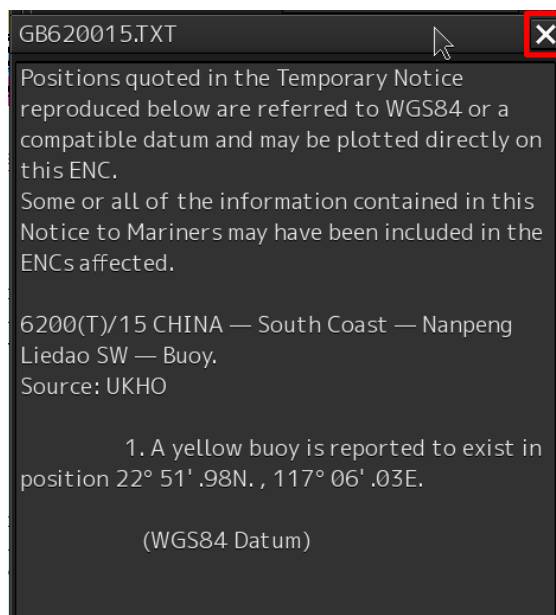 GB620015.TXT
Positions quoted in the Temporary Notice
reproduced below are referred to WGS84 or a
compatible datum and may be plotted directly on
this ENC.
Some or all of the information contained in this
Notice to Mariners may have been included in the
ENCs affected.
6200(T)/15 CHINA — South Coast — Nanpeng
Liedao SW — Buoy.
Source: UKHO
1. A yellow buoy is reported to exist in
position 22° 51' .98N. , 117° 06' .03E.
(WGS84 Datum)